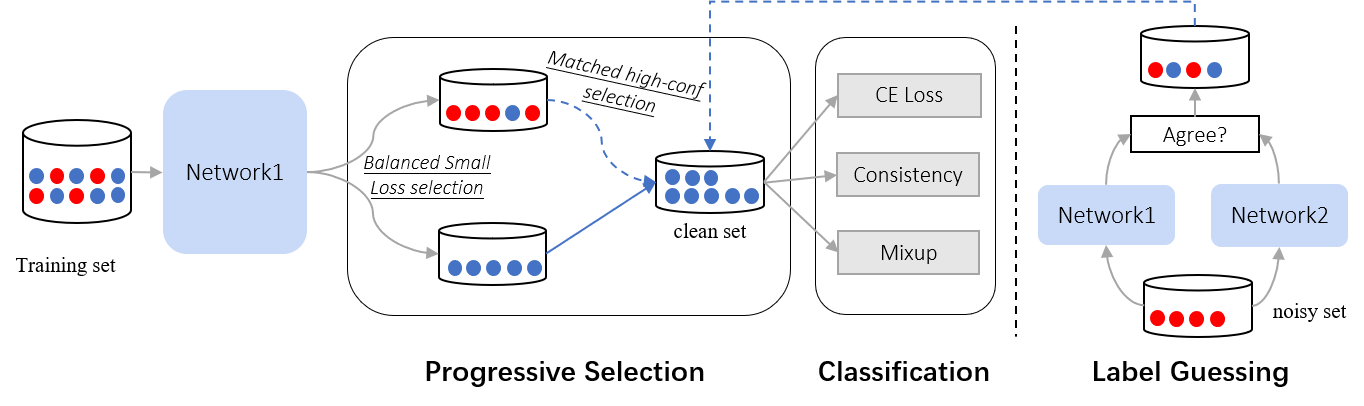 Training set
Network1
Balanced Small
Loss selection
Matched high-conf
selection
clean set
Progressive Selection
CE Loss
Consistency
Mixup
Classification
Agree?
Network1
Network2
noisy set
Label Guessing